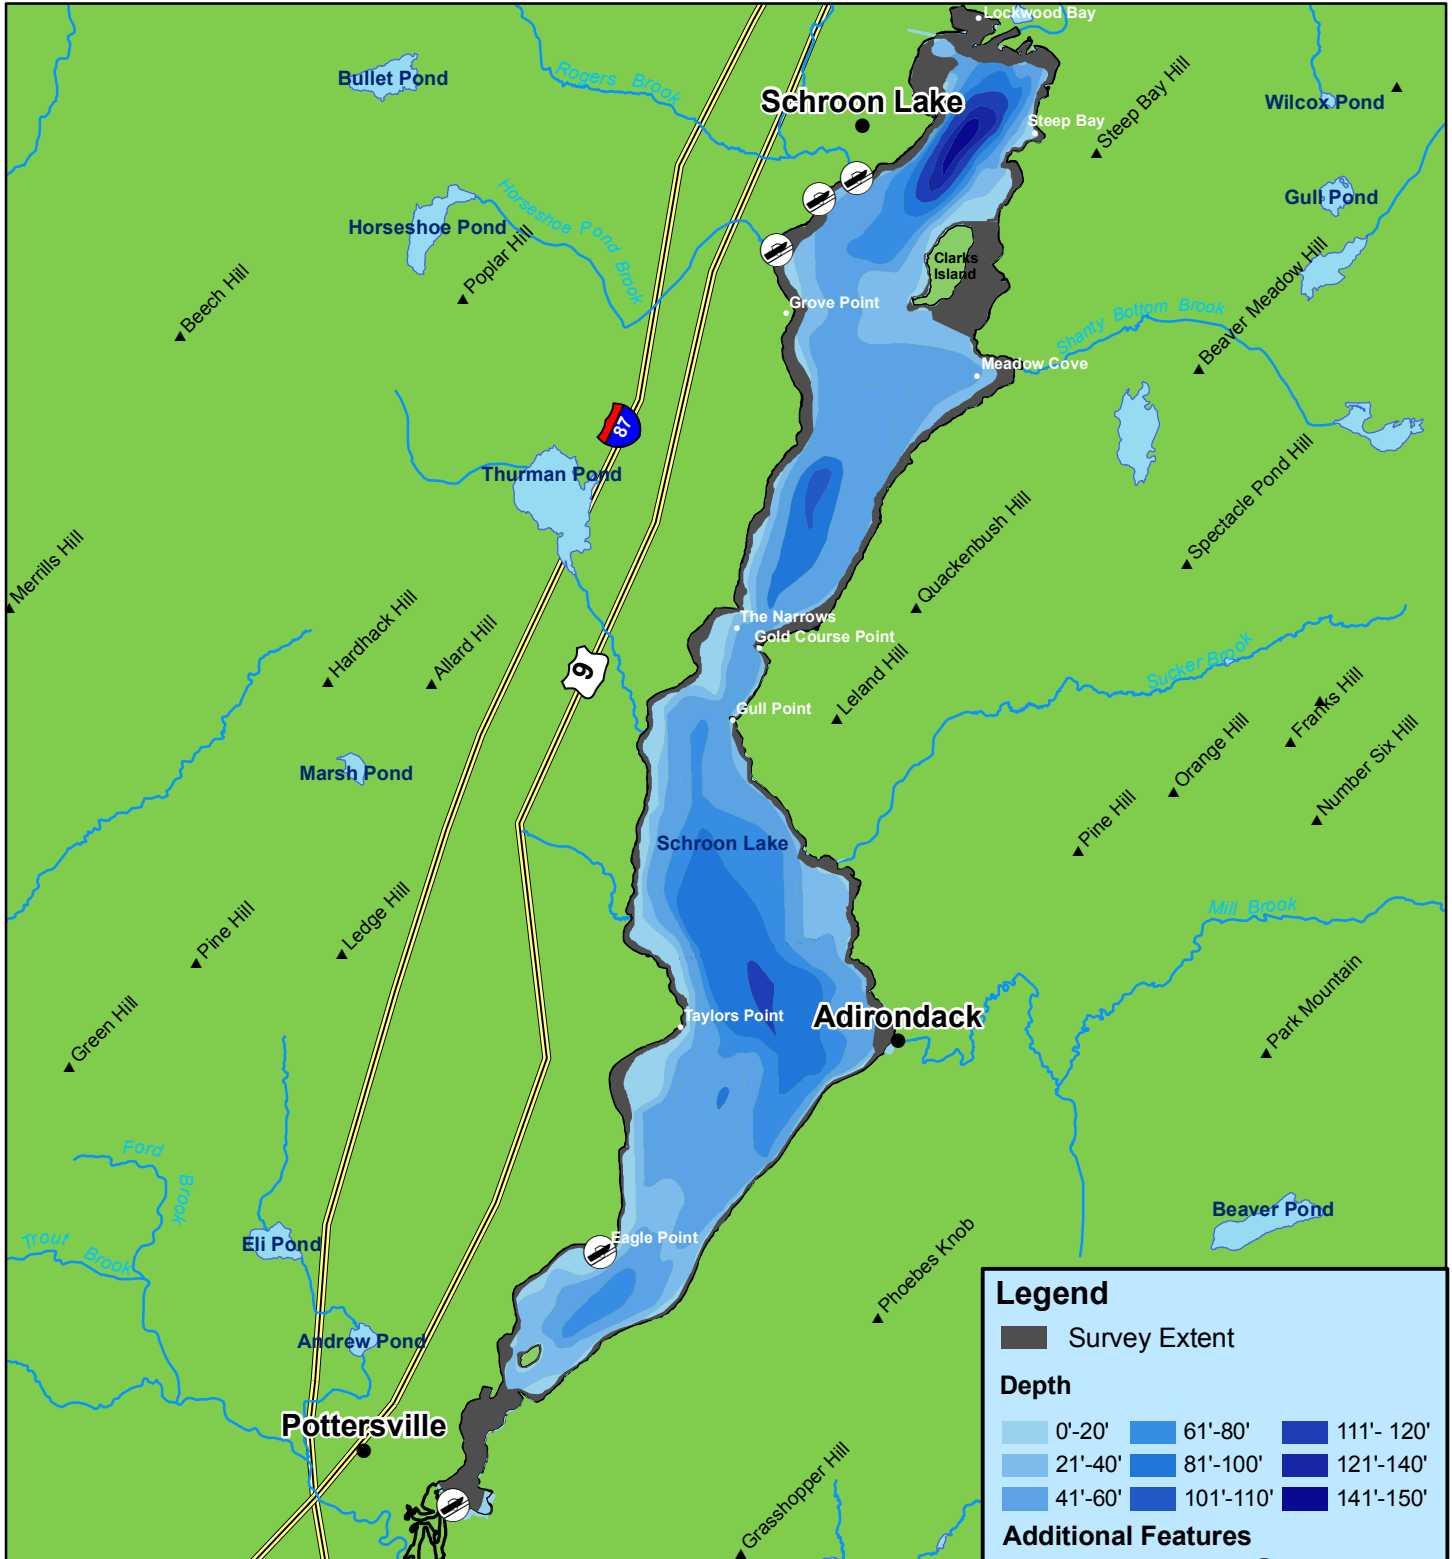 Lockwood Bay
Bullet Pond
Rogers Brook
Schroon Lake
Steep Bay
Steep Bay Hill
Wilcox Pond
Horseshoe Pond
Horseshoe Pond Brook
Poplar Hill
Beech Hill
Gull Pond
Clarks
Island
Grove Point
Shanty Bottom Brook
Beaver Meadow Hill
Meadow Cove
87
Thurman Pond
Spectacle Pond Hill
Quackenbush Hill
Merrills Hill
Hardhack Hill
Allard Hill
The Narrows
Gold Course Point
9
Leland Hill
Sucker Brook
Gull Point
Franks Hill
Orange Hill
Number Six Hill
Marsh Pond
Pine Hill
Schroon Lake
Mill Brook
Pine Hill
Ledge Hill
Park Mountain
Green Hill
Taylors Point
Adirondack
Ford Brook
Trout Brook
Eli Pond
Eagle Point
Beaver Pond
Phoebes Knob
Andrew Pond
Pottersville
Grasshopper Hill
Legend
Survey Extent
Depth
0'-20' 61'-80' 111'- 120'
21'-40' 81'-100' 121'-140'
41'-60' 101'-110' 141'-150'
Additional Features